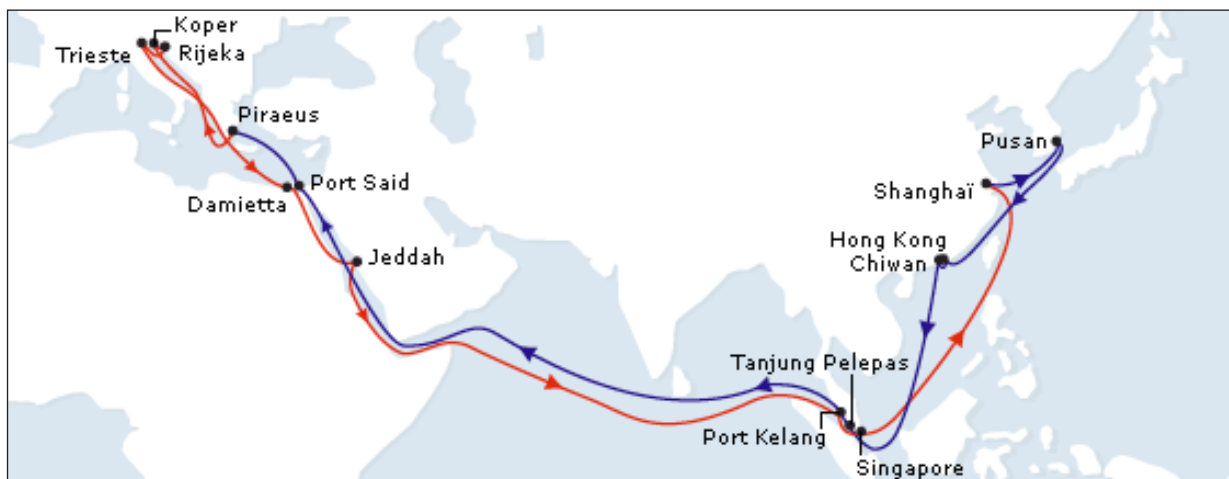 Koper
Trieste
Rijeka
Piraeus
Pusan
Port Said
Shanghaï
Damietta
Hong Kong
Jeddah
Chiwan
Tanjung Pelepas
Port Kelang
Singapore